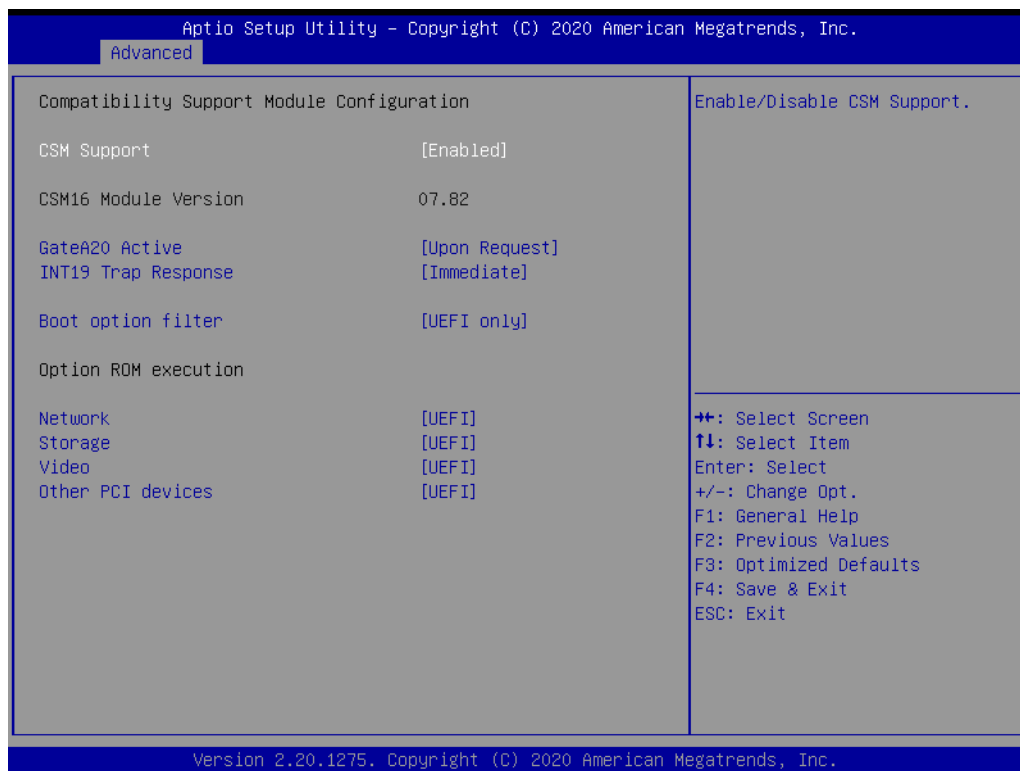 Aptio Setup Utility – Copyright (C) 2020 American Megatrends, Inc.
Advanced
Compatibility Support Module Configuration
CSM Support [Enabled]
CSM16 Module Version 07.82
GateA20 Active [Upon Request]
INT19 Trap Response [Immediate]
Boot option filter [UEFI only]
Option ROM execution
Network [UEFI]
Storage [UEFI]
Video [UEFI]
Other PCI devices [UEFI]
Enable/Disable CSM Support.
→←: Select Screen
↑↓: Select Item
Enter: Select
+/-: Change Opt.
F1: General Help
F2: Previous Values
F3: Optimized Defaults
F4: Save & Exit
ESC: Exit
Version 2.20.1275. Copyright (C) 2020 American Megatrends, Inc.